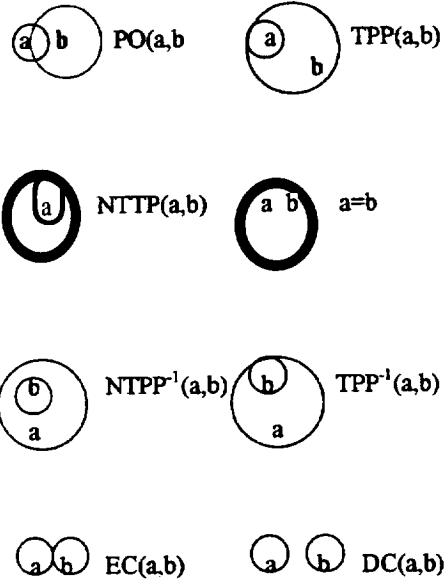 a b PO(a,b
a b TPP(a,b)
a NTTP(a,b)
a b a=b
b a NTPP⁻¹(a,b)
b a TPP⁻¹(a,b)
a b EC(a,b)
a b DC(a,b)